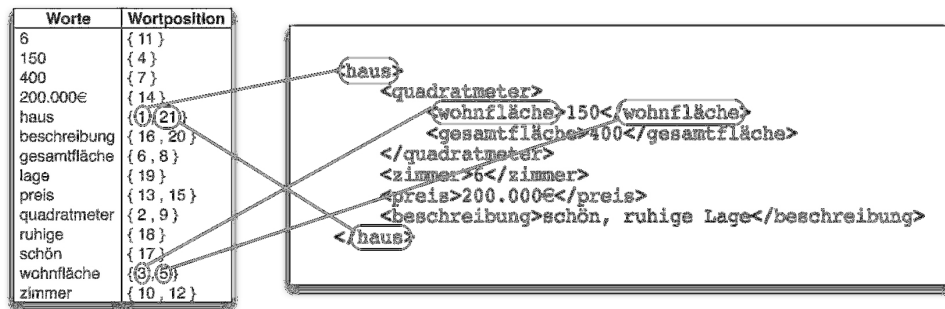 Worte Wortposition
6 { 11 }
150 { 4 }
400 { 7 }
200.000€ { 14 }
haus { 1, 21 }
beschreibung { 16 , 20 }
gesamtfläche { 6 , 8 }
lage { 19 }
preis { 13 , 15 }
quadratmeter { 2 , 9 }
ruhige { 18 }
schön { 17 }
wohnfläche { 3, 5 }
zimmer { 10 , 12 }
<haus>
<quadratmeter>
<wohnfläche>150</wohnfläche>
<gesamtfläche>400</gesamtfläche>
</quadratmeter>
<zimmer>6</zimmer>
<preis>200.000€</preis>
<beschreibung>schön, ruhige Lage</beschreibung>
</haus>